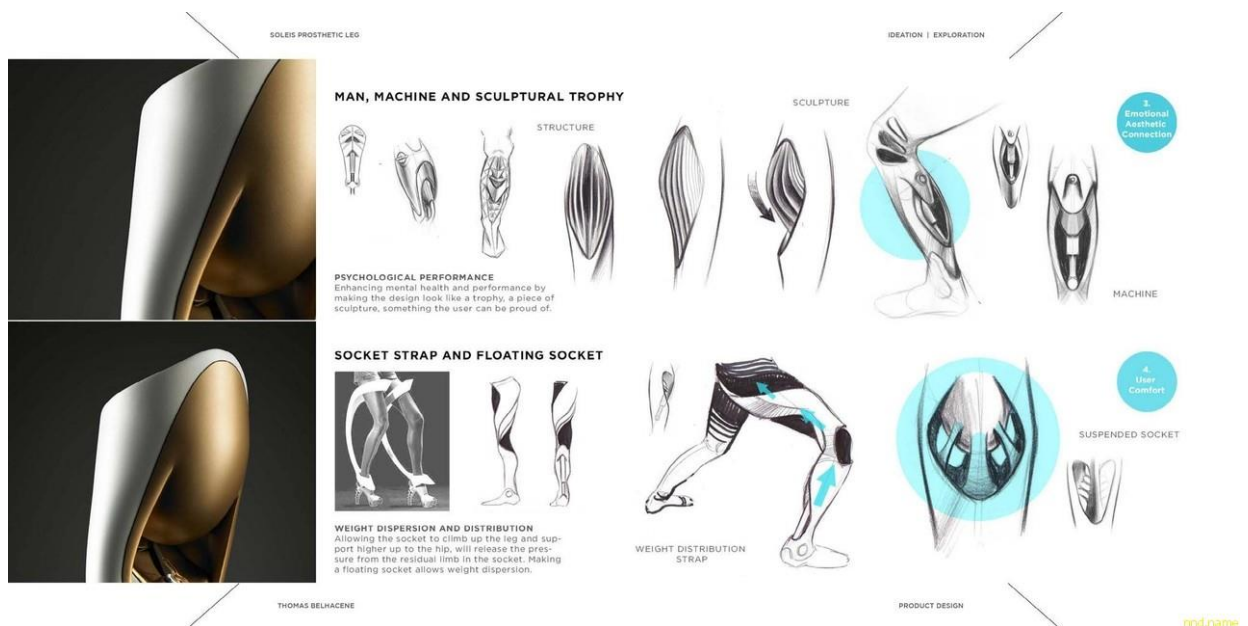 SOLEIS PROSTHETIC LEG
IDEATION | EXPLORATION
MAN, MACHINE AND SCULPTURAL TROPHY
STRUCTURE
SCULPTURE
3.
Emotional
Aesthetic
Connection
PSYCHOLOGICAL PERFORMANCE
Enhancing mental health and performance by
making the design look like a trophy, a piece of
sculpture, something the user can be proud of.
MACHINE
SOCKET STRAP AND FLOATING SOCKET
4.
User
Comfort
SUSPENDED SOCKET
WEIGHT DISPERSION AND DISTRIBUTION
Allowing the socket to climb up the leg and sup-
port higher up to the hip, will release the pres-
sure from the residual limb in the socket. Making
a floating socket allows weight dispersion.
WEIGHT DISTRIBUTION
STRAP
THOMAS BELHACENE
PRODUCT DESIGN
ppd.name